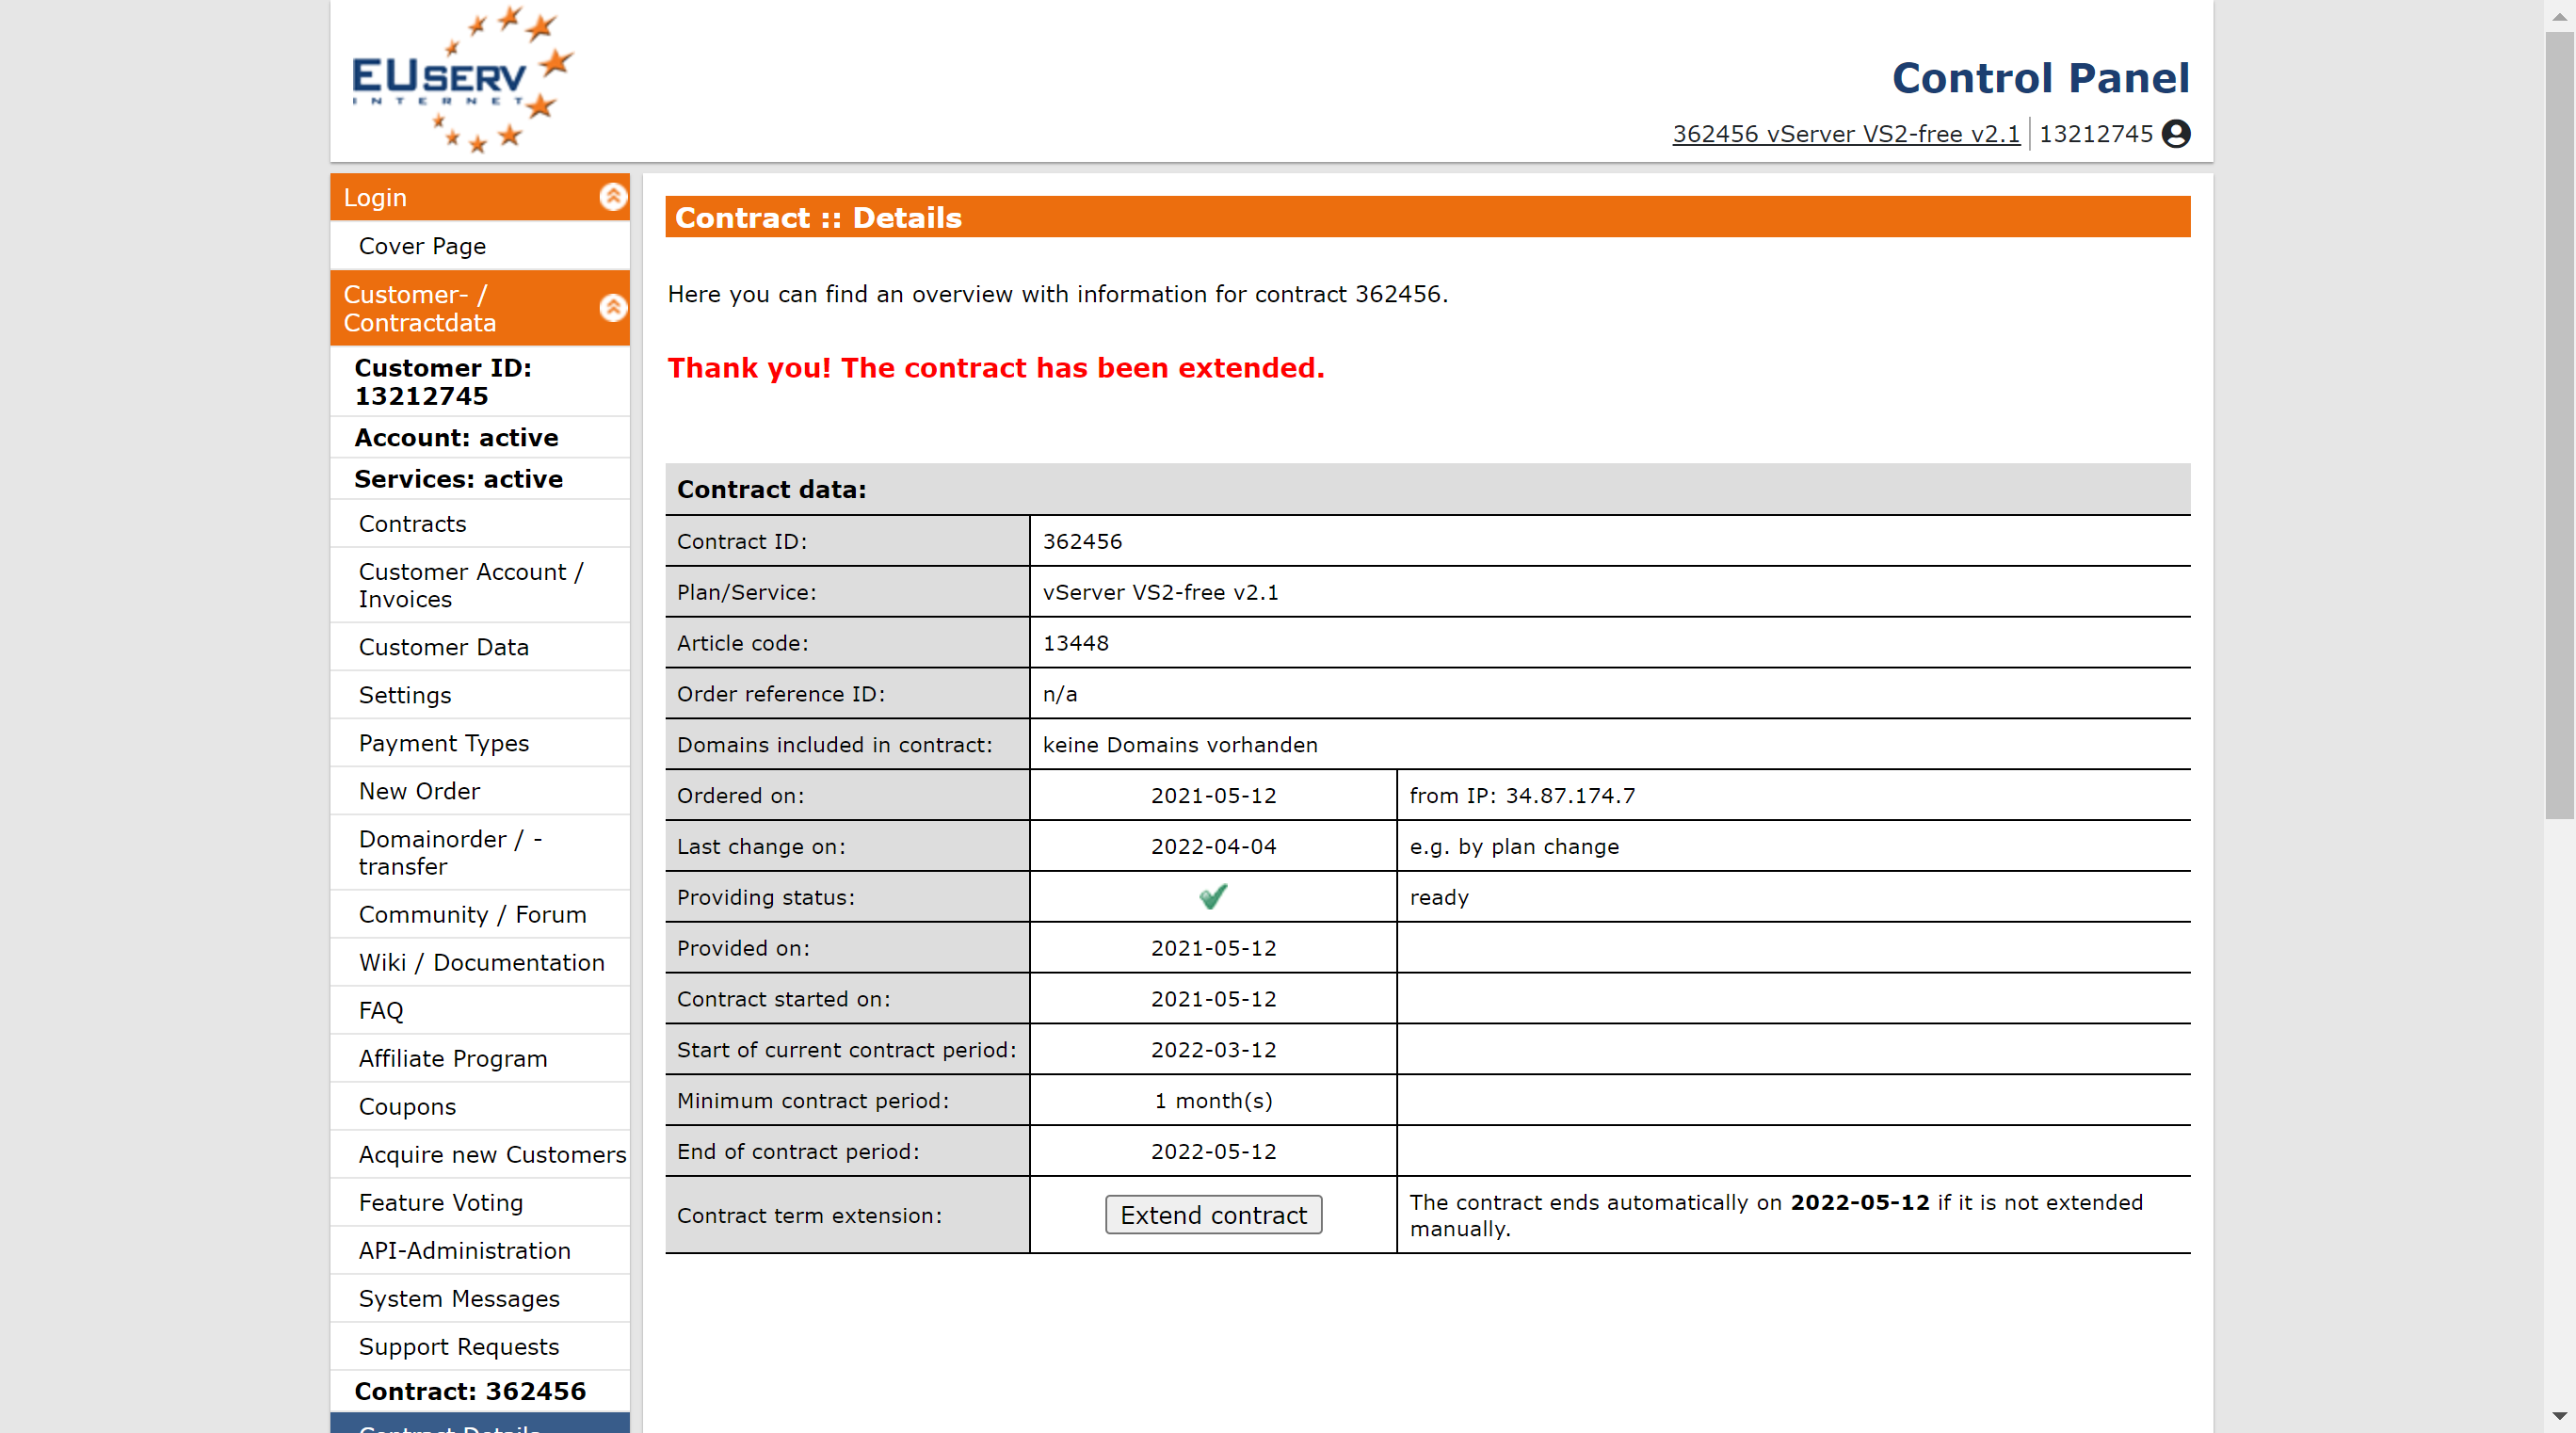 EUSERV
INTERNET
Control Panel
362456 vServer VS2-free v2.1 13212745
Login
Cover Page
Customer- /
Contractdata
Customer ID:
13212745
Account: active
Services: active
Contracts
Customer Account /
Invoices
Customer Data
Settings
Payment Types
New Order
Domainorder / -
transfer
Community / Forum
Wiki / Documentation
FAQ
Affiliate Program
Coupons
Acquire new Customers
Feature Voting
API-Administration
System Messages
Support Requests
Contract: 362456
Contract Details
Contract :: Details
Here you can find an overview with information for contract 362456.
Thank you! The contract has been extended.
Contract data:
Contract ID: 362456
Plan/Service: vServer VS2-free v2.1
Article code: 13448
Order reference ID: n/a
Domains included in contract: keine Domains vorhanden
Ordered on: 2021-05-12 from IP: 34.87.174.7
Last change on: 2022-04-04 e.g. by plan change
Providing status: ready
Provided on: 2021-05-12
Contract started on: 2021-05-12
Start of current contract period: 2022-03-12
Minimum contract period: 1 month(s)
End of contract period: 2022-05-12
Contract term extension: Extend contract The contract ends automatically on 2022-05-12 if it is not extended
manually.